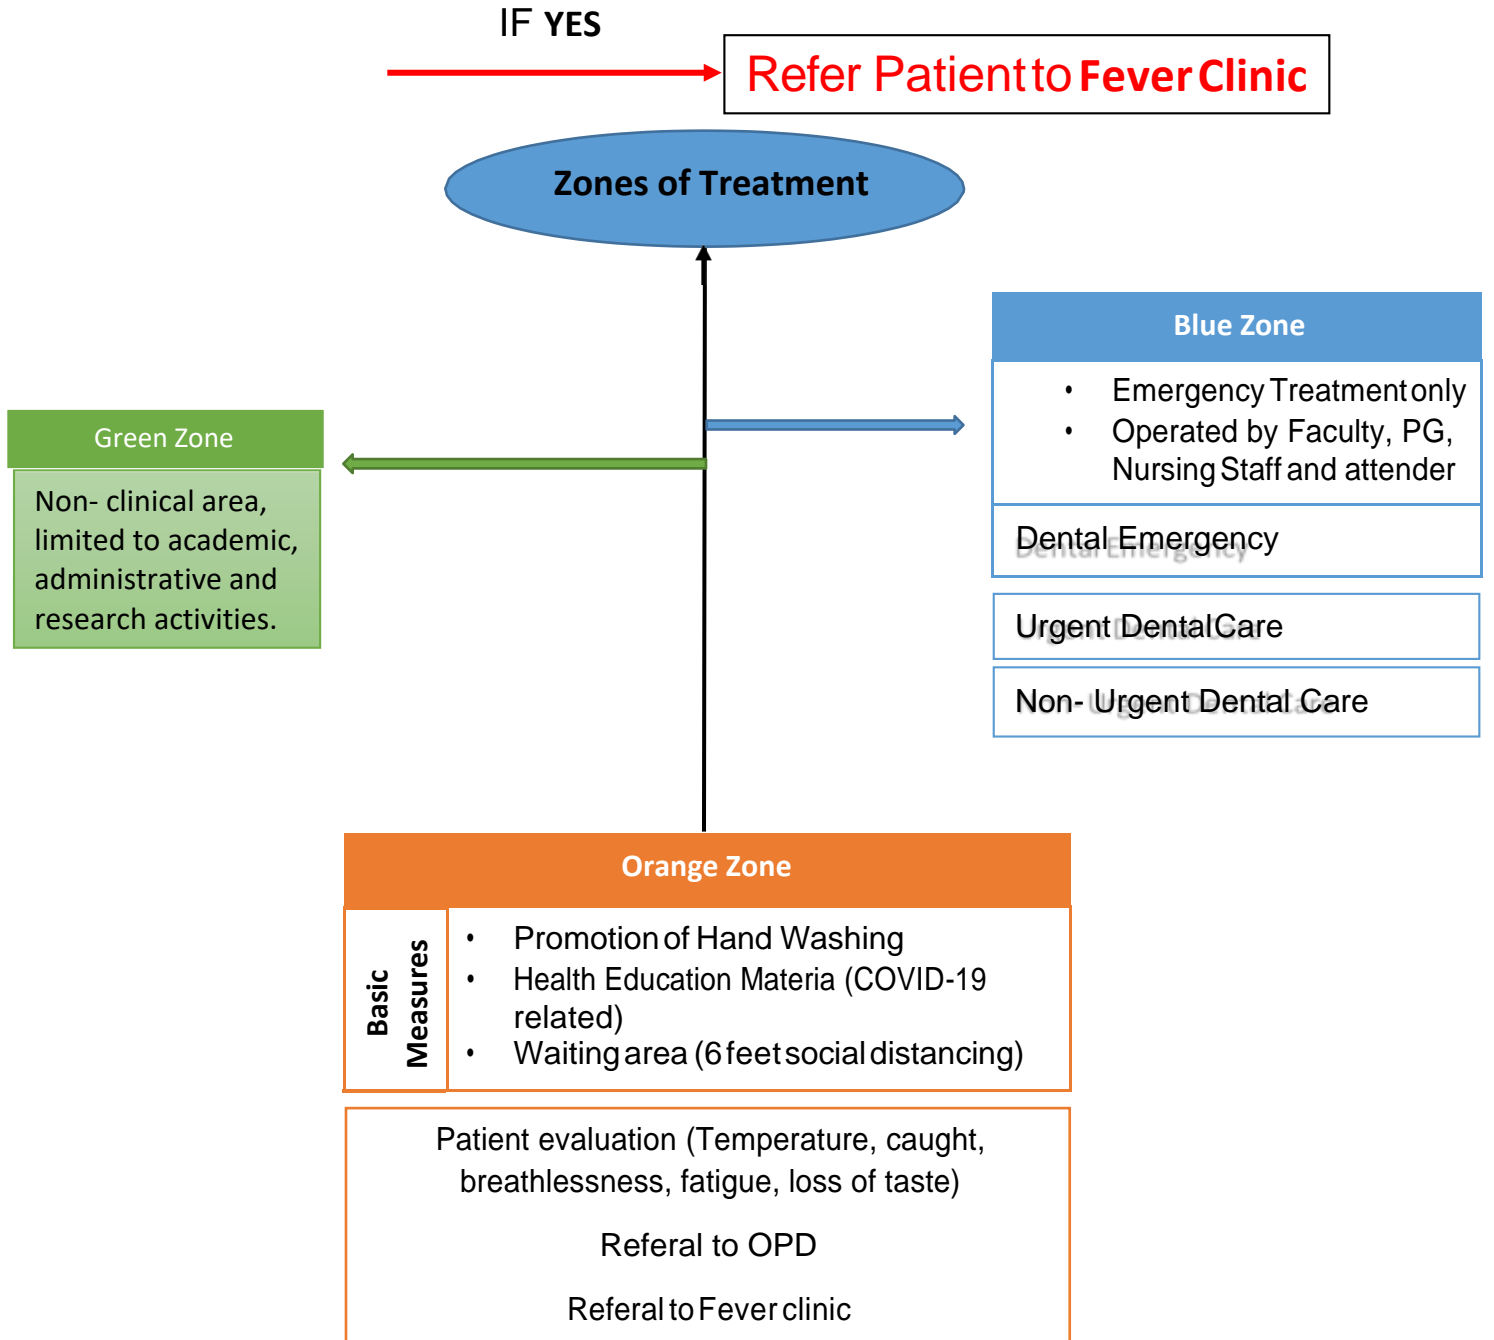 IF YES
Refer Patient to Fever Clinic
Zones of Treatment
Blue Zone
• Emergency Treatment only
• Operated by Faculty, PG,
Nursing Staff and attender
Dental Emergency
Urgent Dental Care
Non- Urgent Dental Care
Green Zone
Non- clinical area,
limited to academic,
administrative and
research activities.
Orange Zone
Basic
Measures
• Promotion of Hand Washing
• Health Education Materia (COVID-19
related)
• Waiting area (6 feet social distancing)
Patient evaluation (Temperature, caught,
breathlessness, fatigue, loss of taste)
Referal to OPD
Referal to Fever clinic